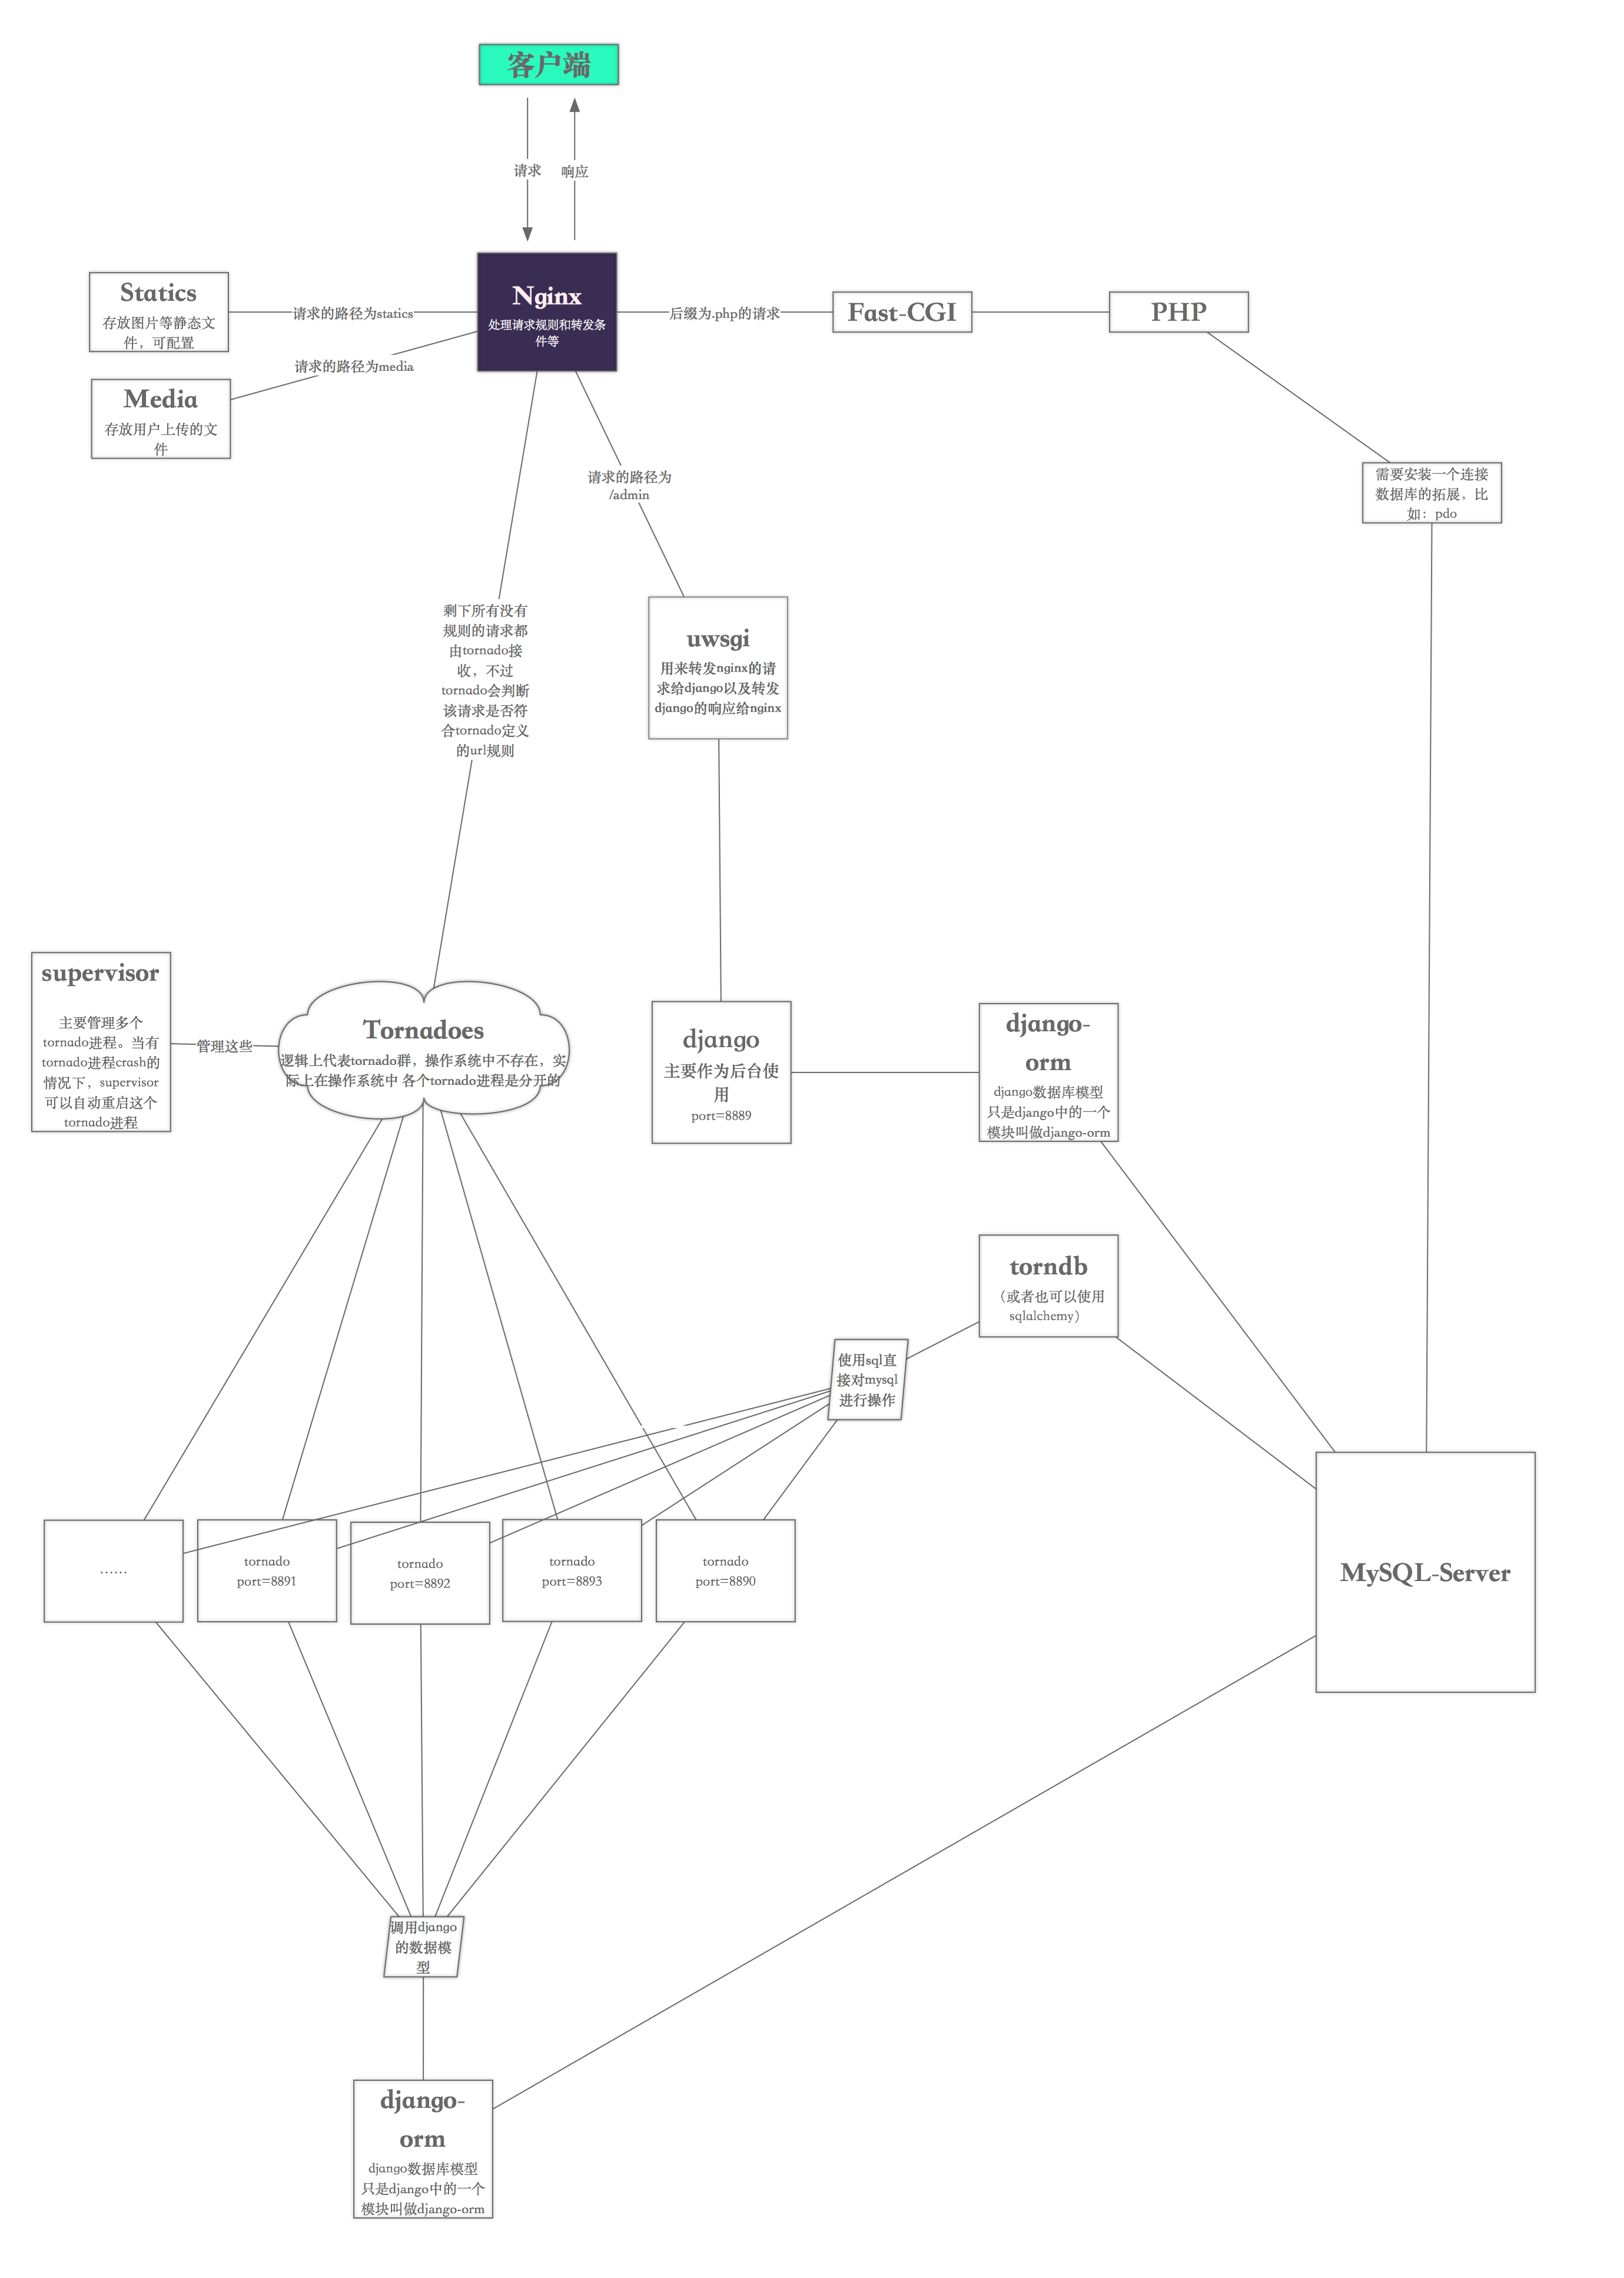 客户端
请求
响应
Statics
存放图片等静态文
件，可配置
请求的路径为statics
Nginx
处理请求规则和转发条
件等
后缀为.php的请求
Fast-CGI
PHP
请求的路径为media
Media
存放用户上传的文
件
请求的路径为
/admin
需要安装一个连接
数据库的拓展，比
如：pdo
剩下所有没有
规则的请求都
由tornado接
收，不过
tornado会判断
该请求是否符
合tornado定义
的url规则
uwsgi
用来转发nginx的请
求给django以及转发
django的响应给nginx
supervisor
主要管理多个
tornado进程。当有
tornado进程crash的
情况下，supervisor
可以自动重启这个
tornado进程
管理这些
Tornadoes
逻辑上代表tornado群，操作系统中不存在，实
际上在操作系统中 各个tornado进程是分开的
django
主要作为后台使
用
port=8889
django-
orm
django数据库模型
只是django中的一个
模块叫做django-orm
torndb
（或者也可以使用
sqlalchemy）
使用sql直
接对mysql
进行操作
......
tornado
port=8891
tornado
port=8892
tornado
port=8893
tornado
port=8890
MySQL-Server
调用django
的数据模
型
django-
orm
django数据库模型
只是django中的一个
模块叫做django-orm